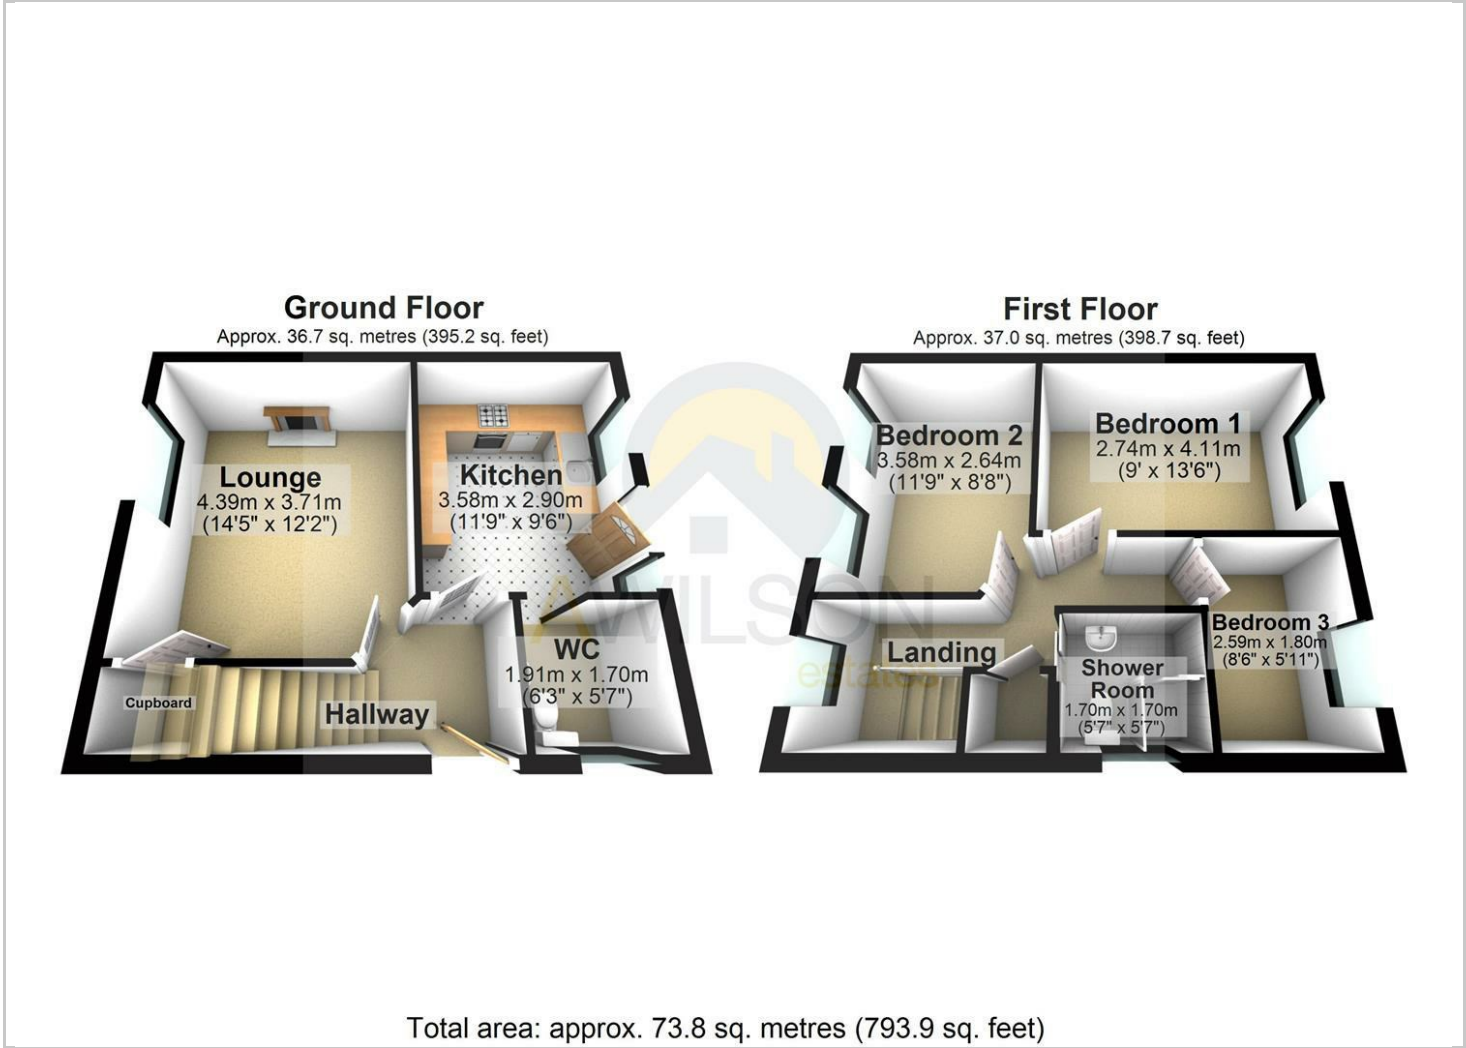 Ground Floor
Approx. 36.7 sq. metres (395.2 sq. feet)
Lounge
4.39m x 3.71m
(14'5" x 12'2")
Kitchen
3.58m x 2.90m
(11'9" x 9'6")
WC
1.91m x 1.70m
(6'3" x 5'7")
Cupboard
Hallway
First Floor
Approx. 37.0 sq. metres (398.7 sq. feet)
Bedroom 2
3.58m x 2.64m
(11'9" x 8'8")
Bedroom 1
2.74m x 4.11m
(9' x 13'6")
Landing
Shower
Room
1.70m x 1.70m
(5'7" x 5'7")
Bedroom 3
2.59m x 1.80m
(8'6" x 5'11")
AWILSON
estates
Total area: approx. 73.8 sq. metres (793.9 sq. feet)